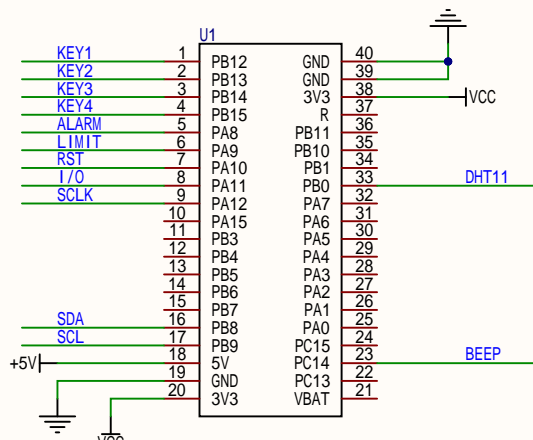 U1
KEY1 1 PB12 GND 40
KEY2 2 PB13 GND 39
KEY3 3 PB14 3V3 38 VCC
KEY4 4 PB15 R 37
ALARM 5 PA8 PB11 36
LIMIT 6 PA9 PB10 35
RST 7 PA10 PB1 34
I/O 8 PA11 PB0 33 DHT11
SCLK 9 PA12 PA7 32
10 PA15 PA6 31
11 PB3 PA5 30
12 PB4 PA4 29
13 PB5 PA3 28
14 PB6 PA2 27
15 PB7 PA1 26
SDA 16 PB8 PA0 25
SCL 17 PB9 PC15 24
+5V 18 5V PC14 23 BEEP
19 GND PC13 22
20 3V3 VBAT 21
VCC